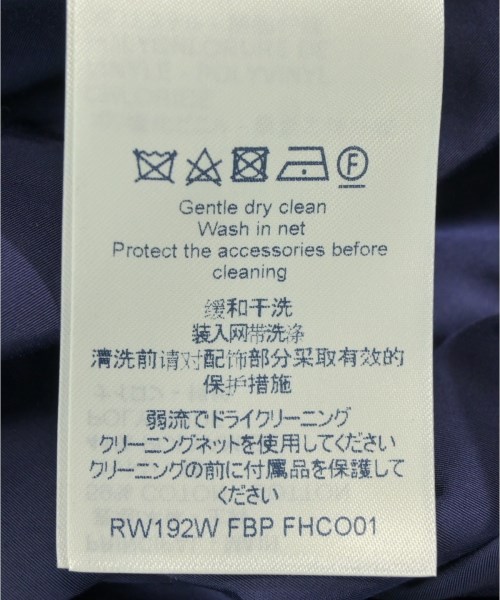 F
Gentle dry clean
Wash in net
Protect the accessories before
cleaning
缓和干洗
装入网带洗涤
清洗前请对配饰部分采取有效的
保护措施
弱流でドライクリーニング
クリーニングネットを使用してください
クリーニングの前に付属品を保護して
ください
RW192W FBP FHCO01